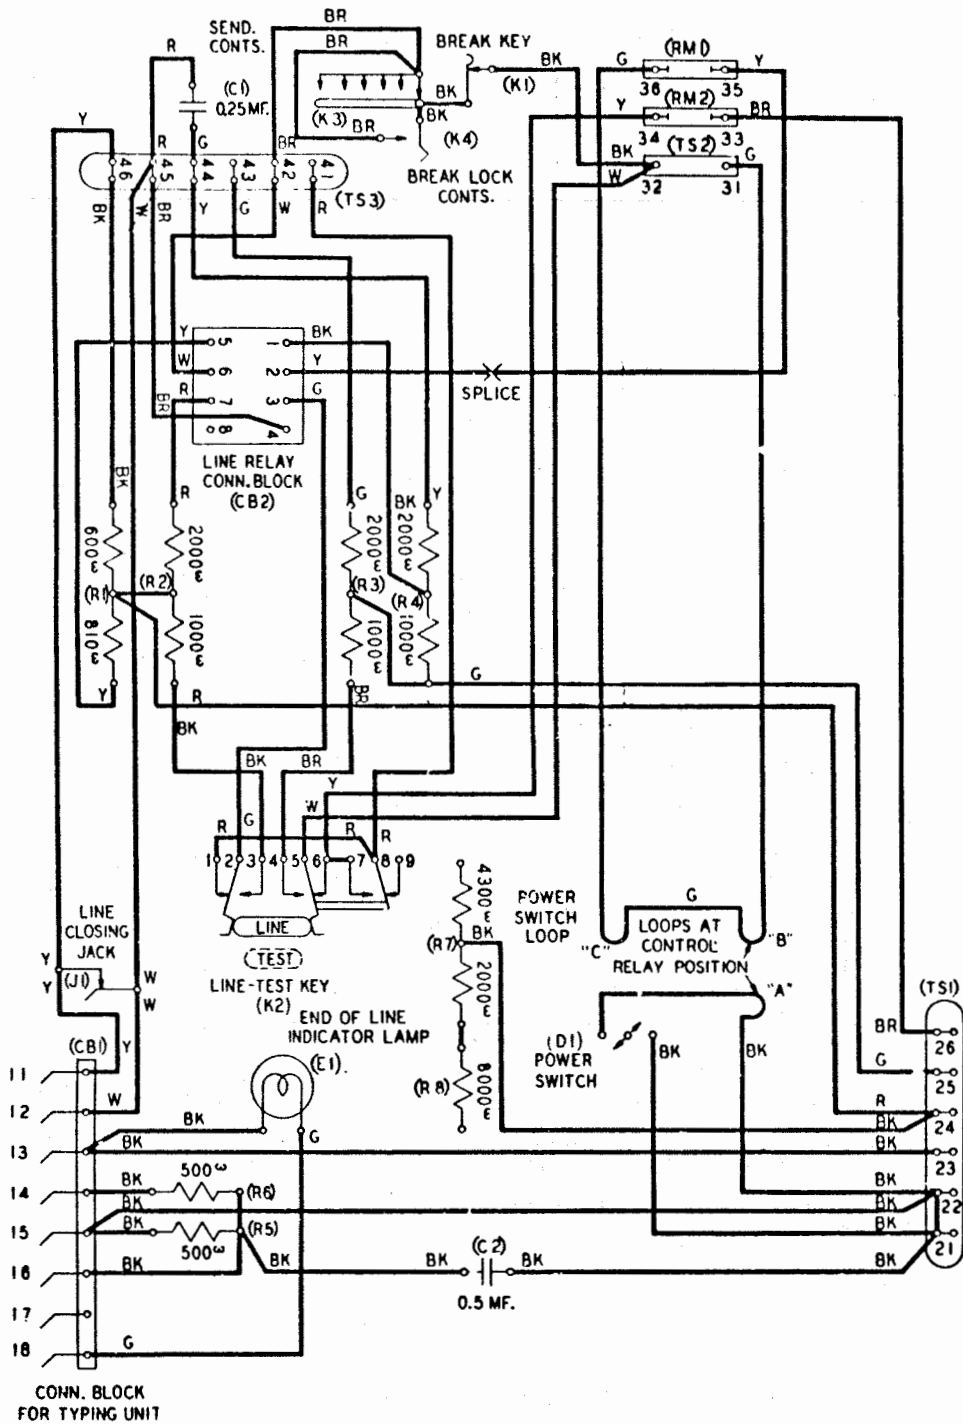 BR
SEND.
CONTS.
BR
BREAK KEY
(RM1)
R
BK
G
Y
(C1)
0.25 MF.
(K1)
36
35
(K3)
BK
BK
(RM2)
Y
BR
Y
R
G
BR
BR
(K4)
34
33
(TS2)
BK
G
W
46
45
44
43
42
41
BREAK LOCK
CONTS.
32
31
(TS3)
BK
W
BR
Y
G
W
R
Y
5
1
BK
W
6
2
Y
SPLICE
R
7
3
G
BR
8
4
LINE RELAY
CONN. BLOCK
(CB2)
BK
R
G
BK
Y
600ω
2000ω
2000ω
2000ω
(R1)
(R2)
(R3)
(R4)
810ω
1000ω
1000ω
1000ω
G
Y
R
BR
BK
BK
BR
Y
W
R
G
R
R
1
2
3
4
5
6
7
8
9
LINE
(TEST)
LINE-TEST KEY
(K2)
4300ω
BK
(R7)
2000ω
(R8)
8000ω
POWER
SWITCH
LOOP
G
LOOPS AT
CONTROL
RELAY POSITION
"C"
"B"
"A"
LINE
CLOSING
JACK
Y
(J1)
W
Y
W
END OF LINE
INDICATOR LAMP
(E1).
(D1)
POWER
SWITCH
BK
BK
(TS1)
BR
26
G
25
R
BK
24
BK
23
BK
BK
22
BK
21
BK
(CB1)
Y
11
W
12
BK
G
BK
13
500ω
14
BK
(R6)
BK
15
BK
(R5)
500ω
16
BK
BK
BK
(C2)
BK
0.5 MF.
17
18
G
CONN. BLOCK
FOR TYPING UNIT